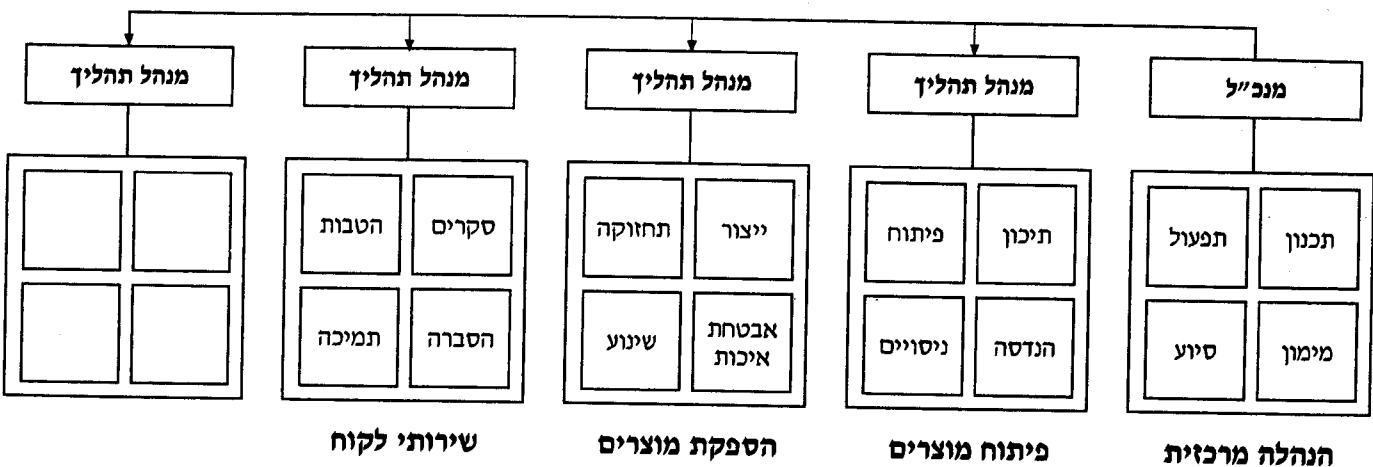 מנכ״ל
מנהל תהליך
מנהל תהליך
מנהל תהליך
מנהל תהליך
תכנון
תפעול
מימון
סיוע
תיכון
פיתוח
הנדסה
ניסויים
ייצור
תחזוקה
אבטחת
איכות
שינוע
סקרים
הטבות
הסברה
תמיכה
הנהלה מרכזית
פיתוח מוצרים
הספקת מוצרים
שירותי לקוח